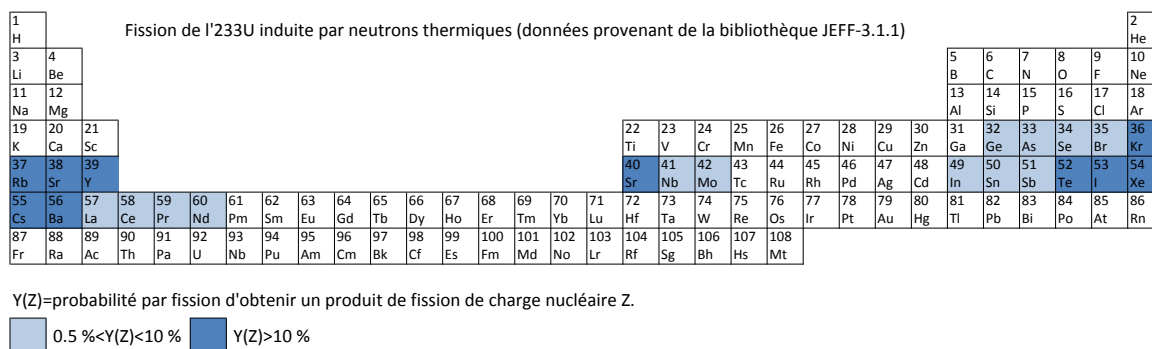 1 Fission de l'233U induite par neutrons thermiques (données provenant de la bibliothèque JEFF-3.1.1) 2
H He
3 4 5 6 7 8 9 10
Li Be B C N O F Ne
11 12 13 14 15 16 17 18
Na Mg Al Si P S Cl Ar
19 20 21 22 23 24 25 26 27 28 29 30 31 32 33 34 35 36
K Ca Sc Ti V Cr Mn Fe Co Ni Cu Zn Ga Ge As Se Br Kr
37 38 39 40 41 42 43 44 45 46 47 48 49 50 51 52 53 54
Rb Sr Y Sr Nb Mo Tc Ru Rh Pd Ag Cd In Sn Sb Te I Xe
55 56 57 58 59 60 61 62 63 64 65 66 67 68 69 70 71 72 73 74 75 76 77 78 79 80 81 82 83 84 85 86
Cs Ba La Ce Pr Nd Pm Sm Eu Gd Tb Dy Ho Er Tm Yb Lu Hf Ta W Re Os Ir Pt Au Hg Tl Pb Bi Po At Rn
87 88 89 90 91 92 93 94 95 96 97 98 99 100 101 102 103 104 105 106 107 108
Fr Ra Ac Th Pa U Nb Pu Am Cm Bk Cf Es Fm Md No Lr Rf Sg Bh Hs Mt
Y(Z)=probabilité par fission d'obtenir un produit de fission de charge nucléaire Z.
0.5 %<Y(Z)<10 % Y(Z)>10 %